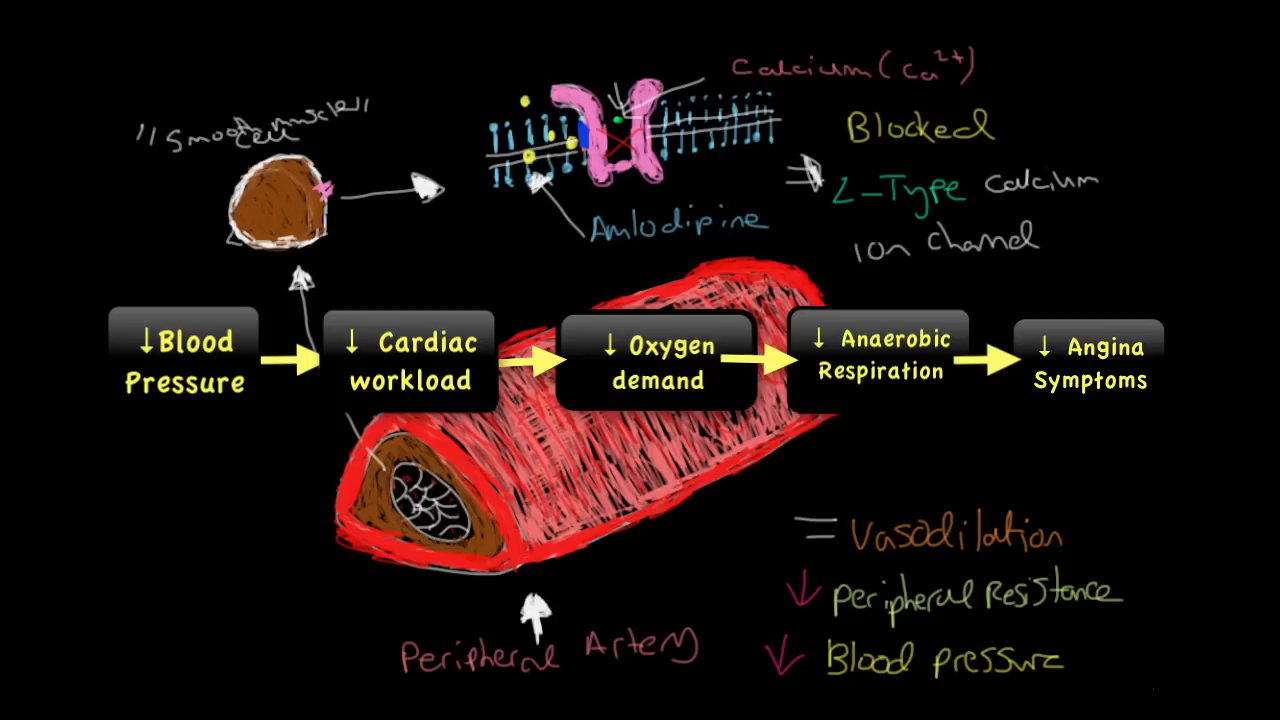 Calcium (Ca²⁺)
"Smooth muscle"
cell
Blocked
L-Type Calcium
ion Channel
Amlodipine
↓Blood
Pressure
↓ Cardiac
workload
↓ Oxygen
demand
↓ Anaerobic
Respiration
↓ Angina
Symptoms
= Vasodilation
↓ Peripheral Resistance
↓ Blood pressure
Peripheral Artery